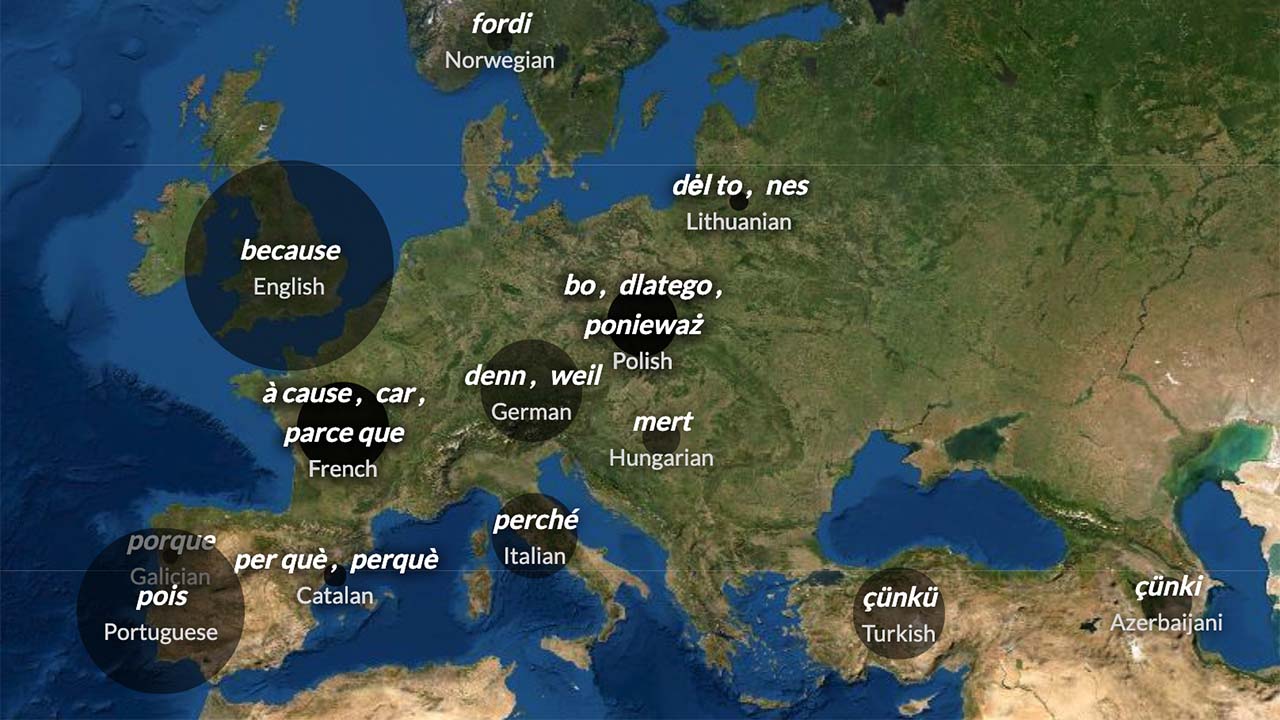 fordi
Norwegian
dėl to, nes
Lithuanian
because
English
bo, dlatego,
ponieważ
Polish
denn, weil
German
à cause, car,
parce que
French
mert
Hungarian
perché
Italian
porque
Galician
per què, perquè
Catalan
pois
Portuguese
çünkü
Turkish
çünki
Azerbaijani